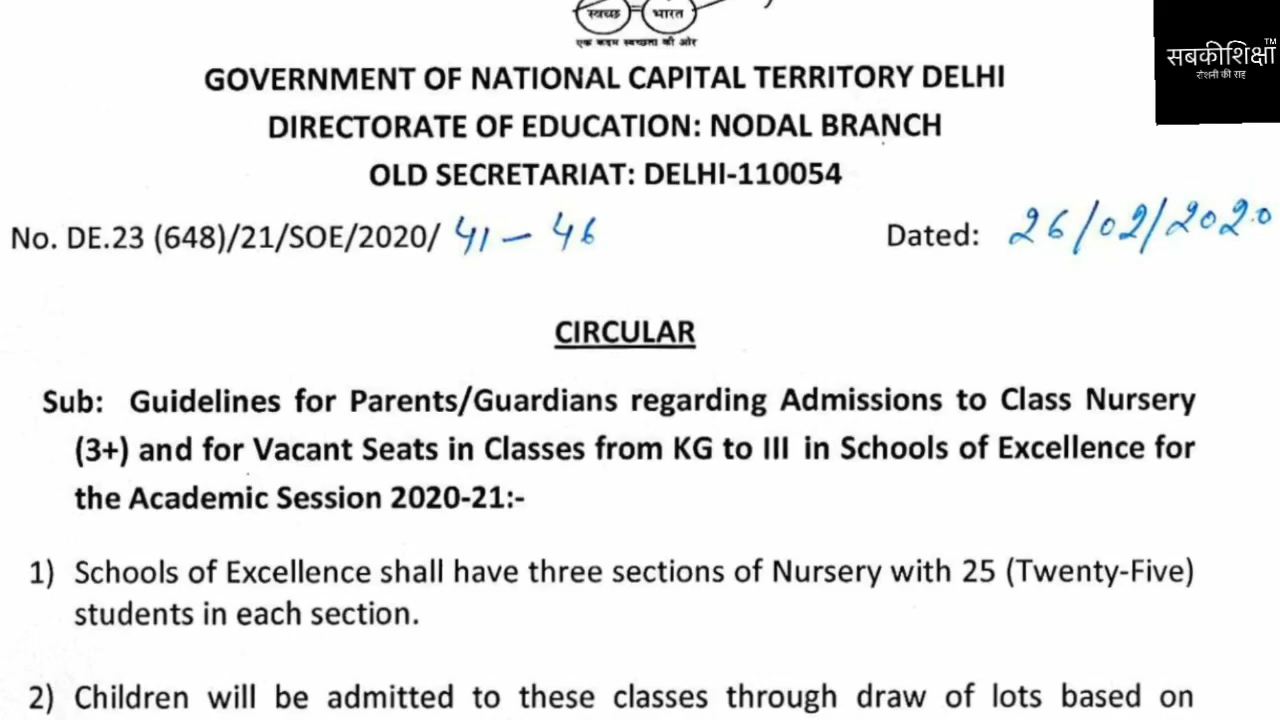 स्वच्छ भारत
एक कदम स्वच्छता की ओर
सबकीशिक्षा™
रोशनी की राह
GOVERNMENT OF NATIONAL CAPITAL TERRITORY DELHI
DIRECTORATE OF EDUCATION: NODAL BRANCH
OLD SECRETARIAT: DELHI-110054
No. DE.23 (648)/21/SOE/2020/ 41 – 46 Dated: 26/02/2020
CIRCULAR
Sub: Guidelines for Parents/Guardians regarding Admissions to Class Nursery
(3+) and for Vacant Seats in Classes from KG to III in Schools of Excellence for
the Academic Session 2020-21:-
1) Schools of Excellence shall have three sections of Nursery with 25 (Twenty-Five)
students in each section.
2) Children will be admitted to these classes through draw of lots based on